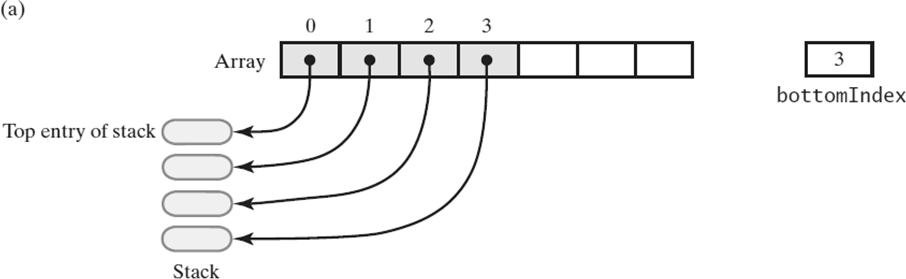 (a)
0 1 2 3
Array
3
bottomIndex
Top entry of stack
Stack